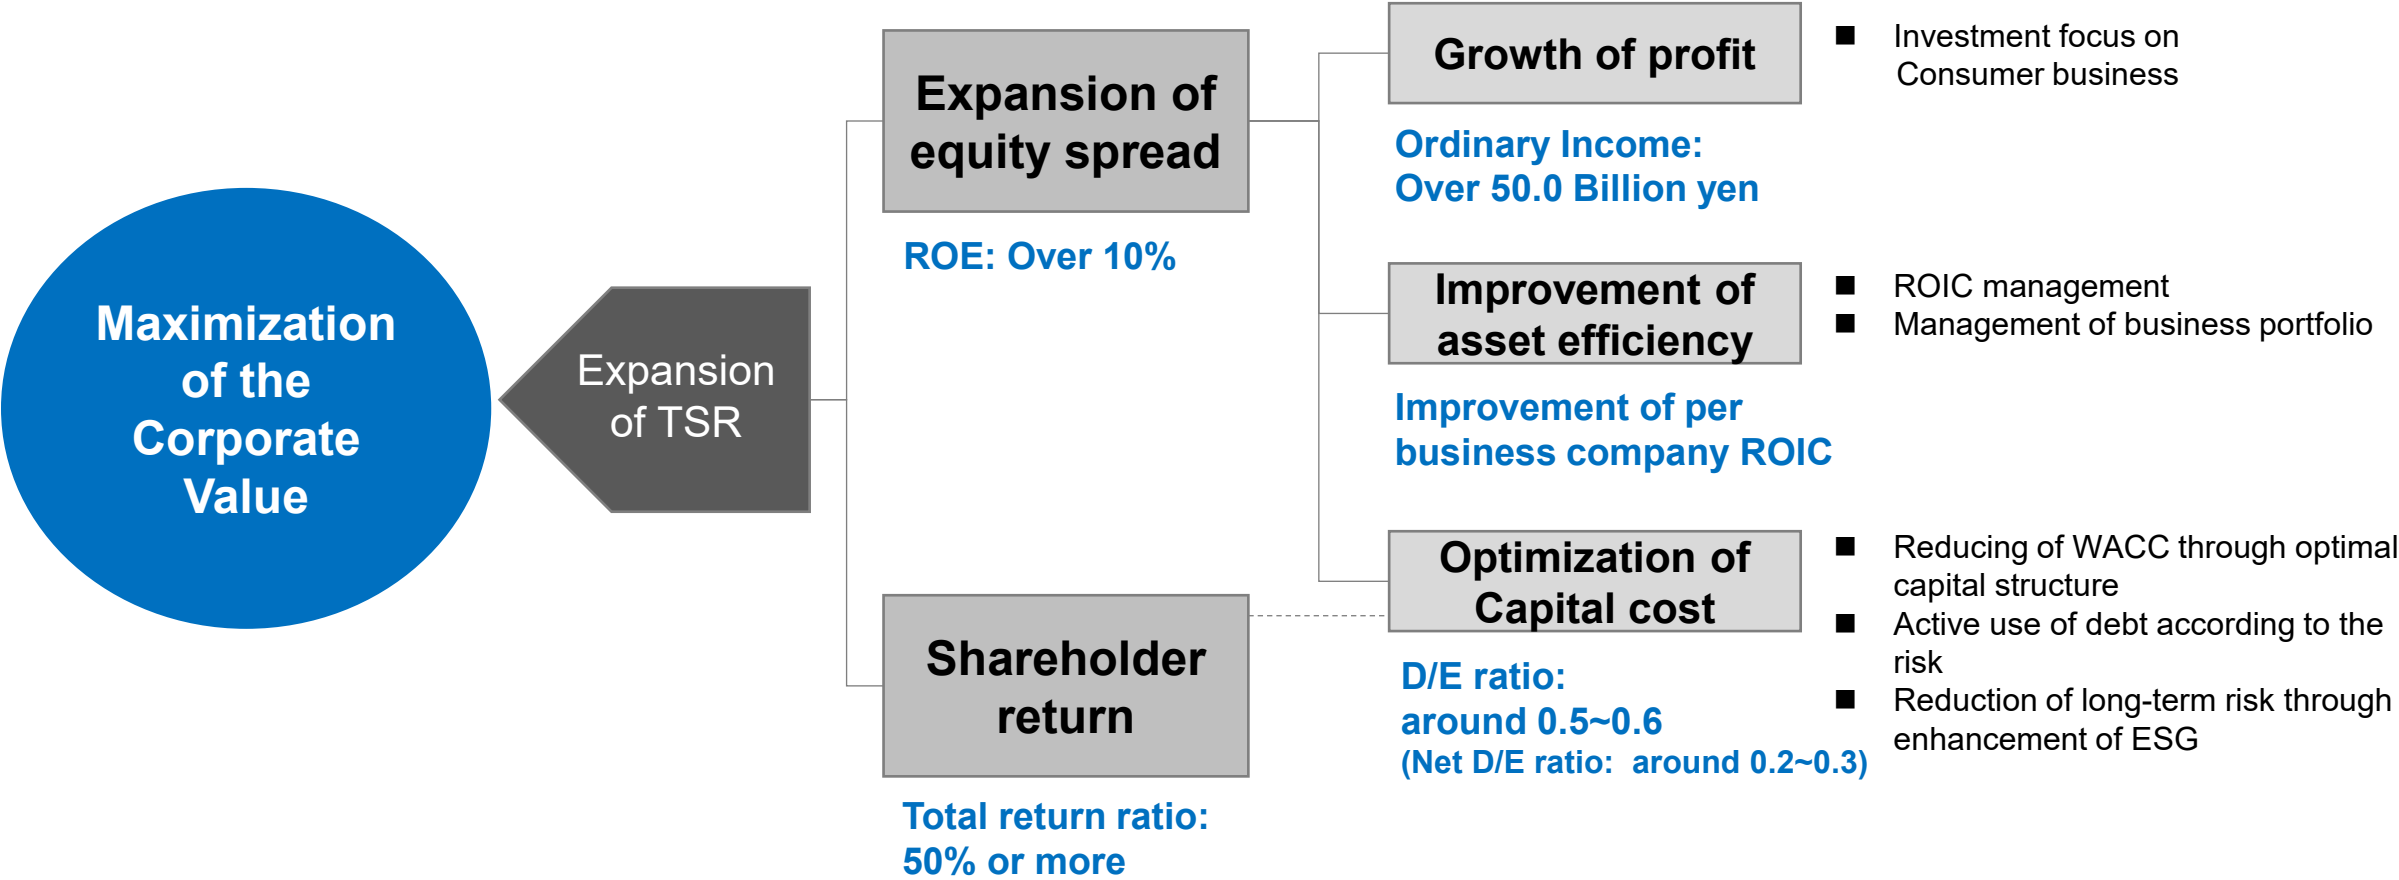 Maximization
of the
Corporate
Value
Expansion
of TSR
Expansion of
equity spread
ROE: Over 10%
Shareholder
return
Total return ratio:
50% or more
Growth of profit
Ordinary Income:
Over 50.0 Billion yen
■ Investment focus on
Consumer business
Improvement of
asset efficiency
Improvement of per
business company ROIC
■ ROIC management
■ Management of business portfolio
Optimization of
Capital cost
D/E ratio:
around 0.5~0.6
(Net D/E ratio: around 0.2~0.3)
■ Reducing of WACC through optimal
capital structure
■ Active use of debt according to the
risk
■ Reduction of long-term risk through
enhancement of ESG